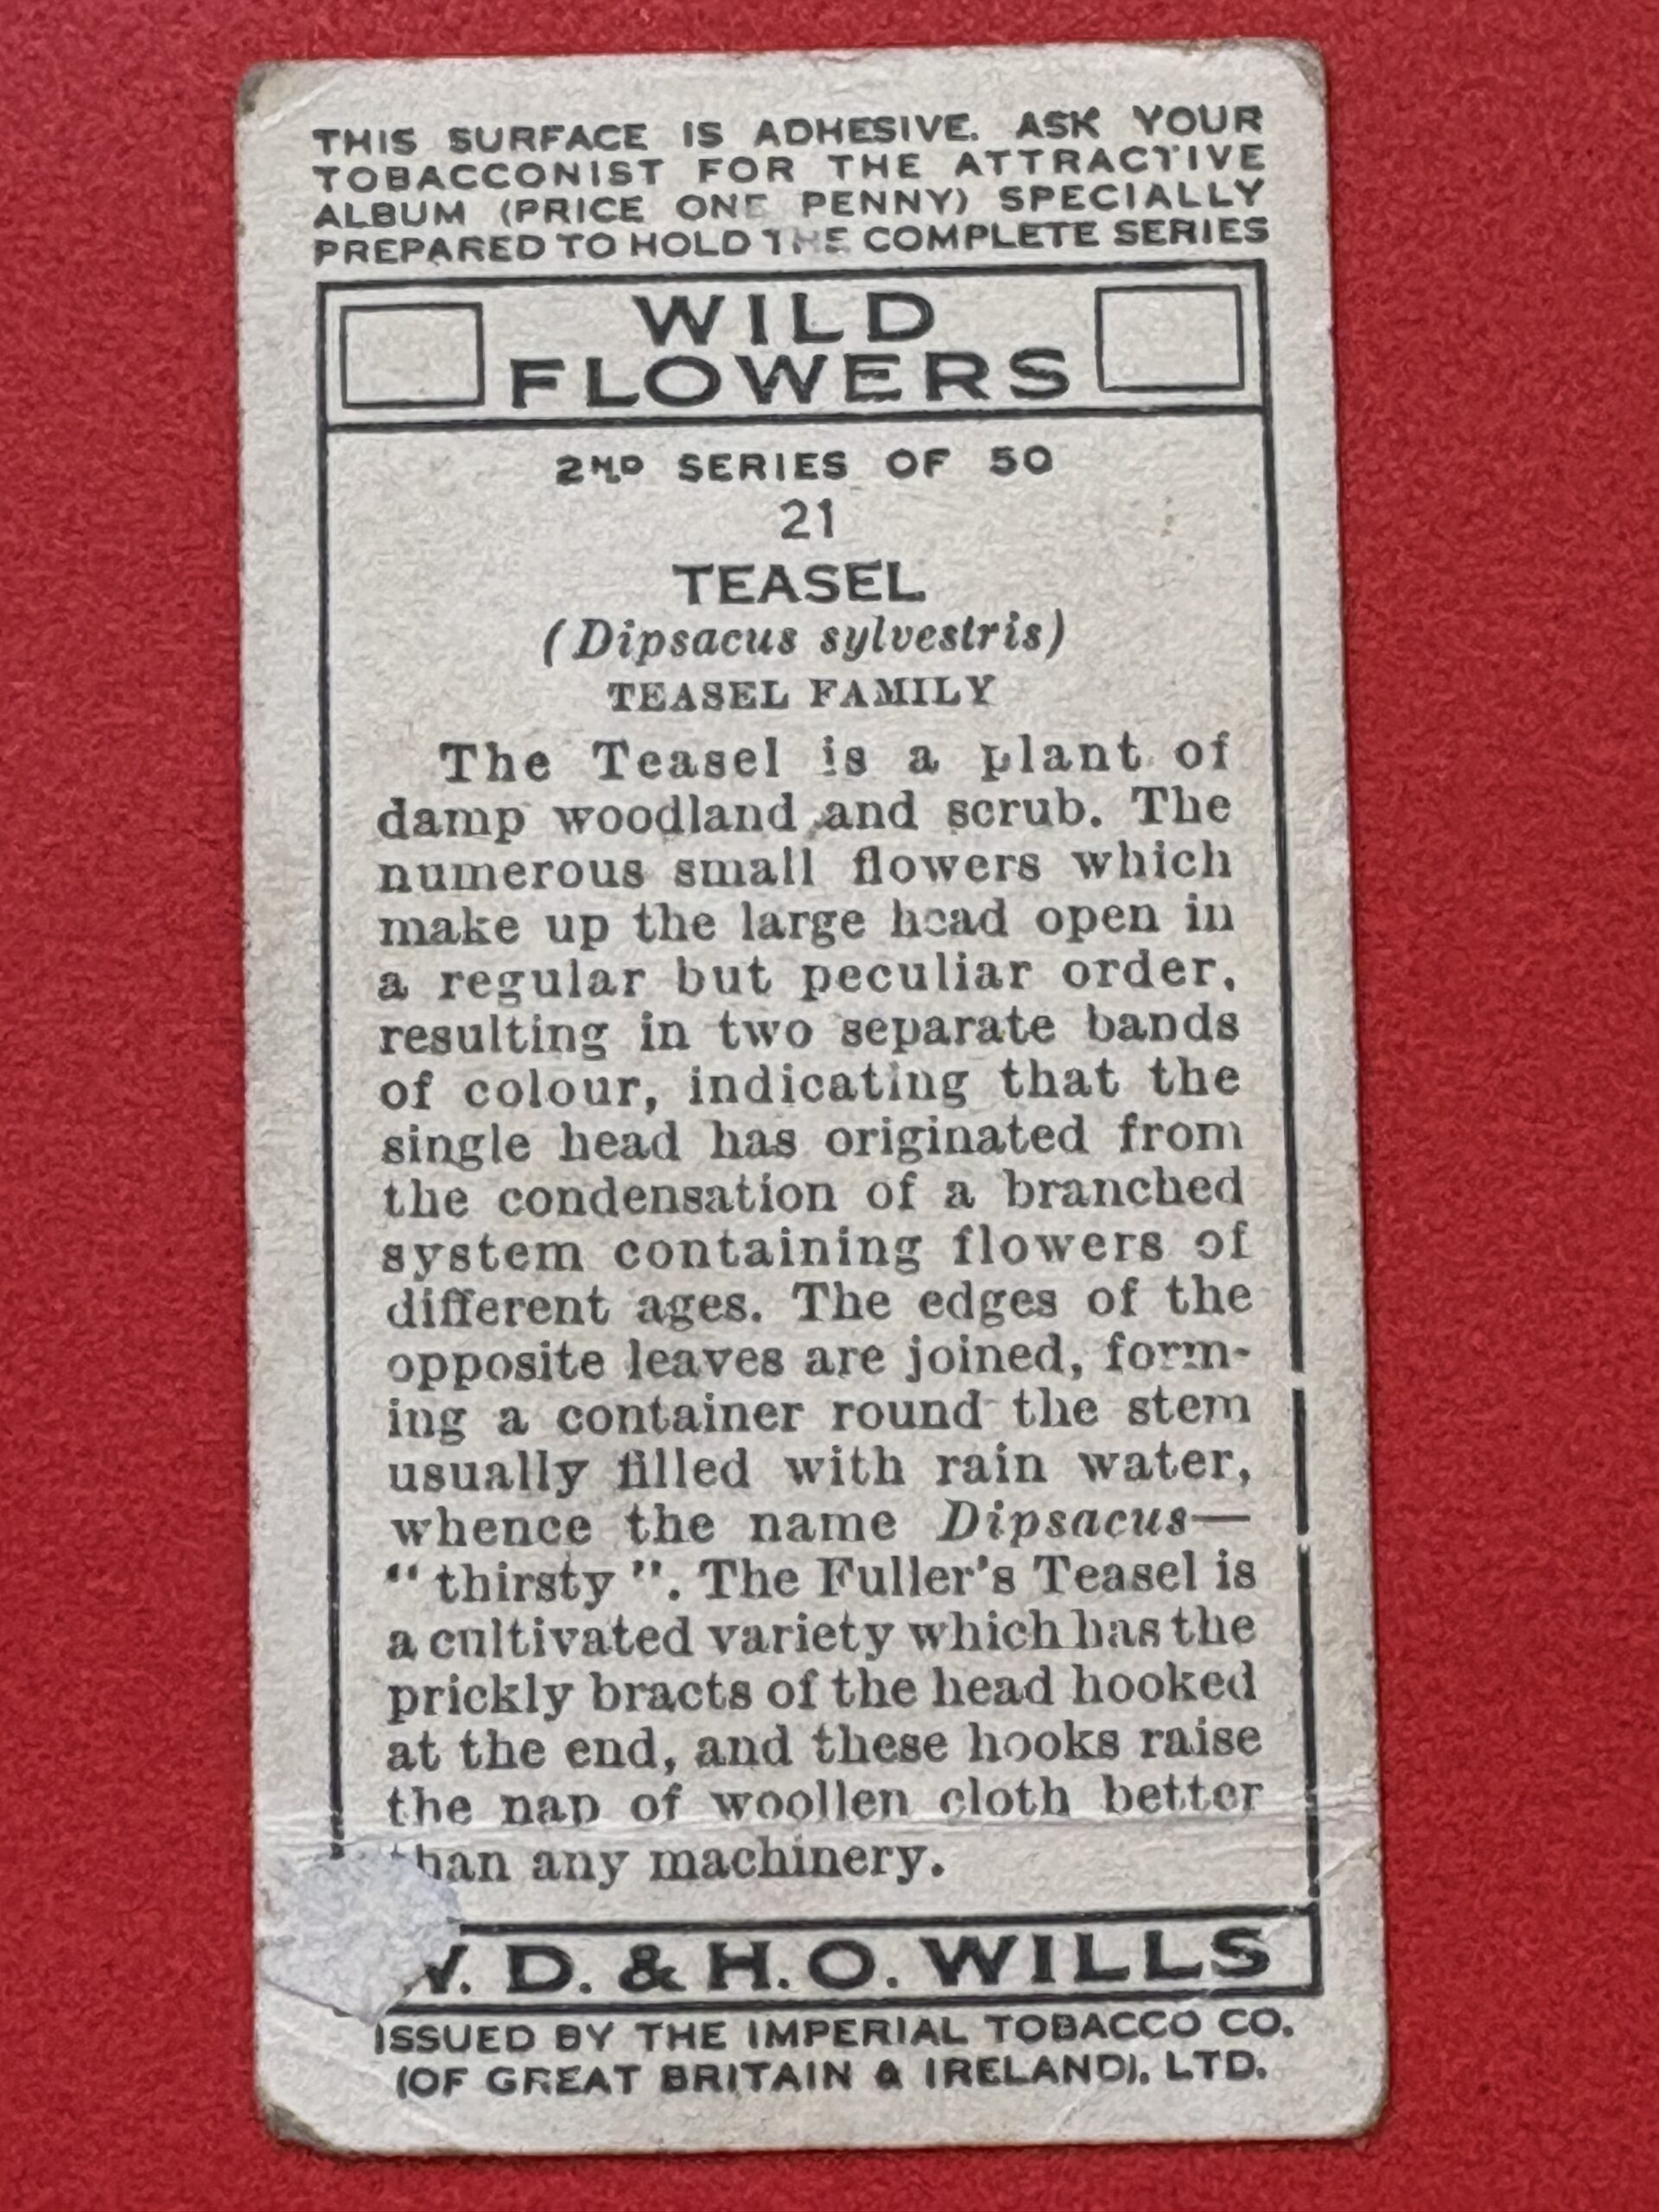 THIS SURFACE IS ADHESIVE. ASK YOUR
TOBACCONIST FOR THE ATTRACTIVE
ALBUM (PRICE ONE PENNY) SPECIALLY
PREPARED TO HOLD THE COMPLETE SERIES
WILD
FLOWERS
2ND SERIES OF 50
21
TEASEL
(Dipsacus sylvestris)
TEASEL FAMILY
The Teasel is a plant of
damp woodland and scrub. The
numerous small flowers which
make up the large head open in
a regular but peculiar order,
resulting in two separate bands
of colour, indicating that the
single head has originated from
the condensation of a branched
system containing flowers of
different ages. The edges of the
opposite leaves are joined, form-
ing a container round the stem
usually filled with rain water,
whence the name Dipsacus—
“thirsty”. The Fuller's Teasel is
a cultivated variety which has the
prickly bracts of the head hooked
at the end, and these hooks raise
the nap of woollen cloth better
than any machinery.
W. D. & H. O. WILLS
ISSUED BY THE IMPERIAL TOBACCO CO.
(OF GREAT BRITAIN & IRELAND), LTD.